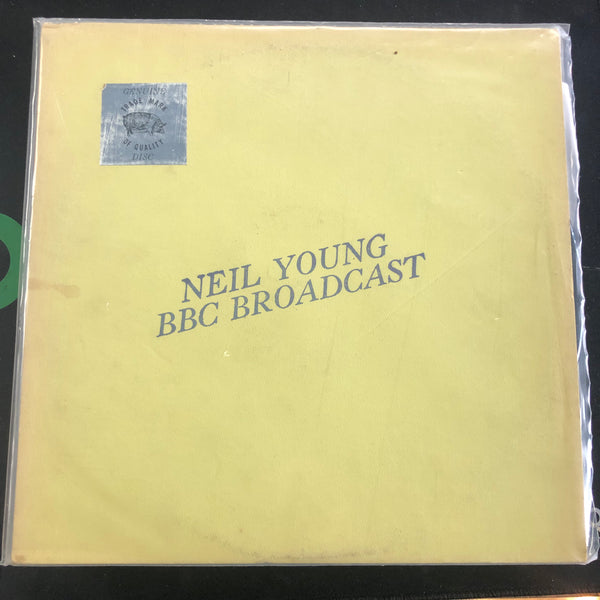 GENUINE
TRADE MARK
OF QUALITY
DISC
NEIL YOUNG
BBC BROADCAST